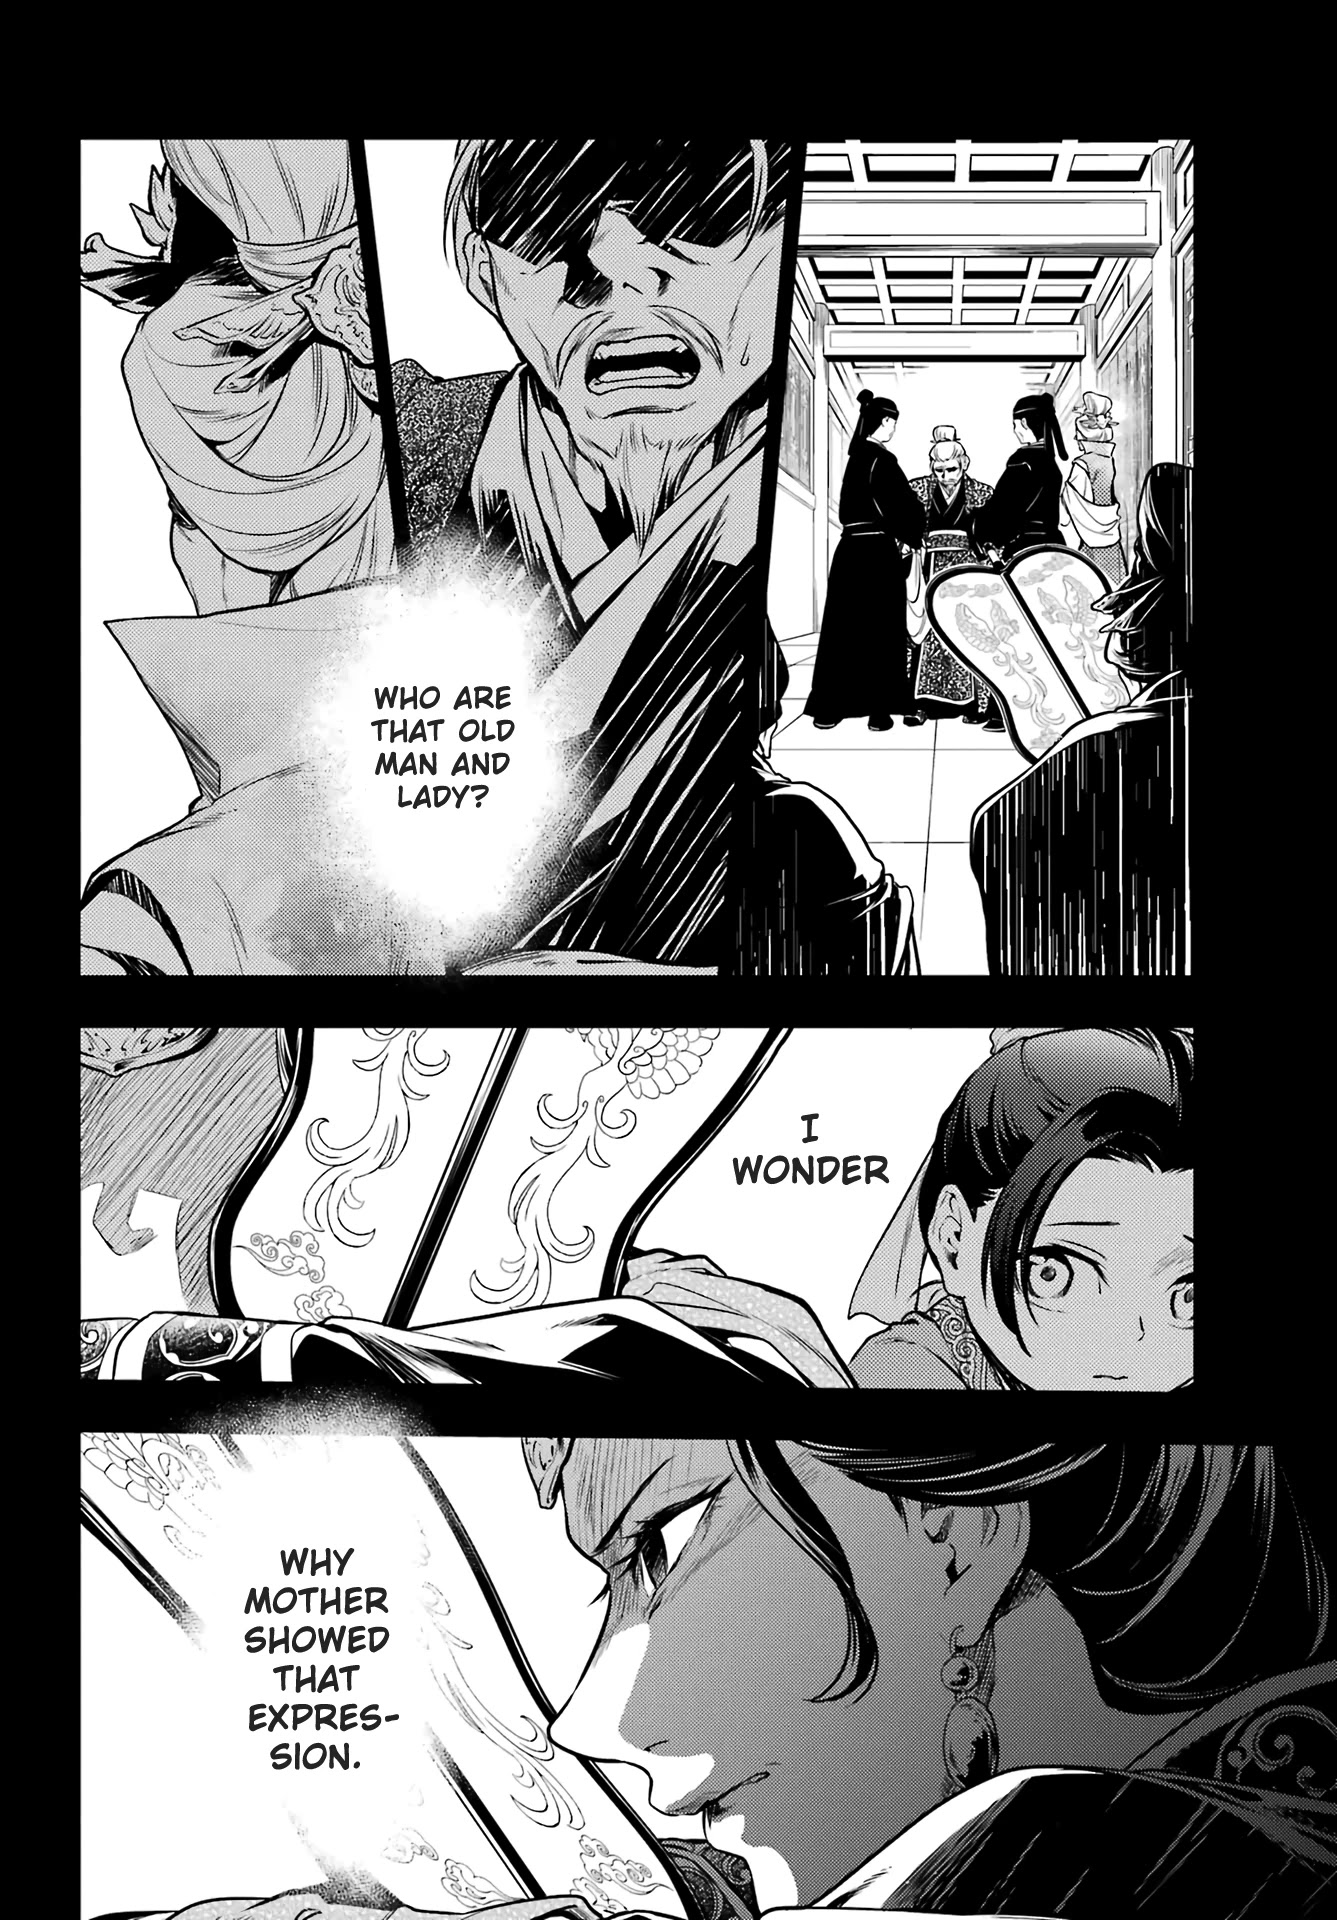 WHO ARE
THAT OLD
MAN AND
LADY?
I
WONDER
WHY
MOTHER
SHOWED
THAT
EXPRES-
SION.